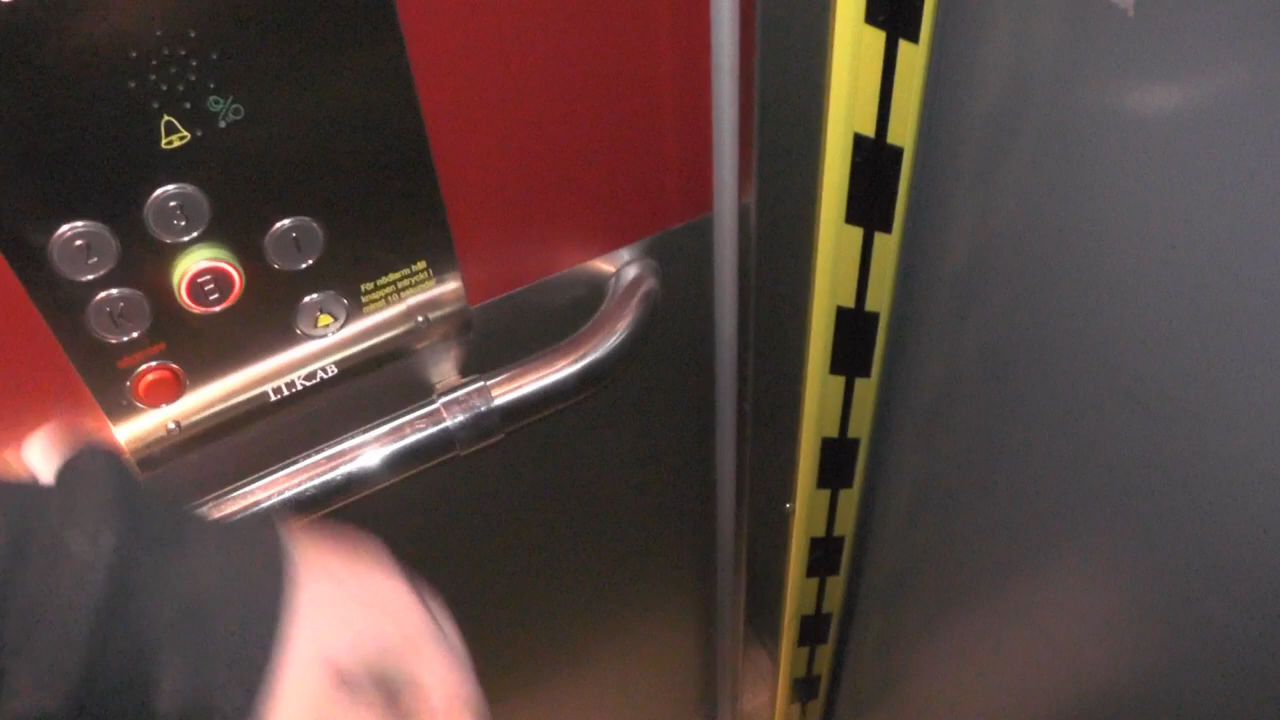 3
2
1
E
K
För nödlarm håll
knappen intryckt i
minst 10 sekunder
I.T.K.AB